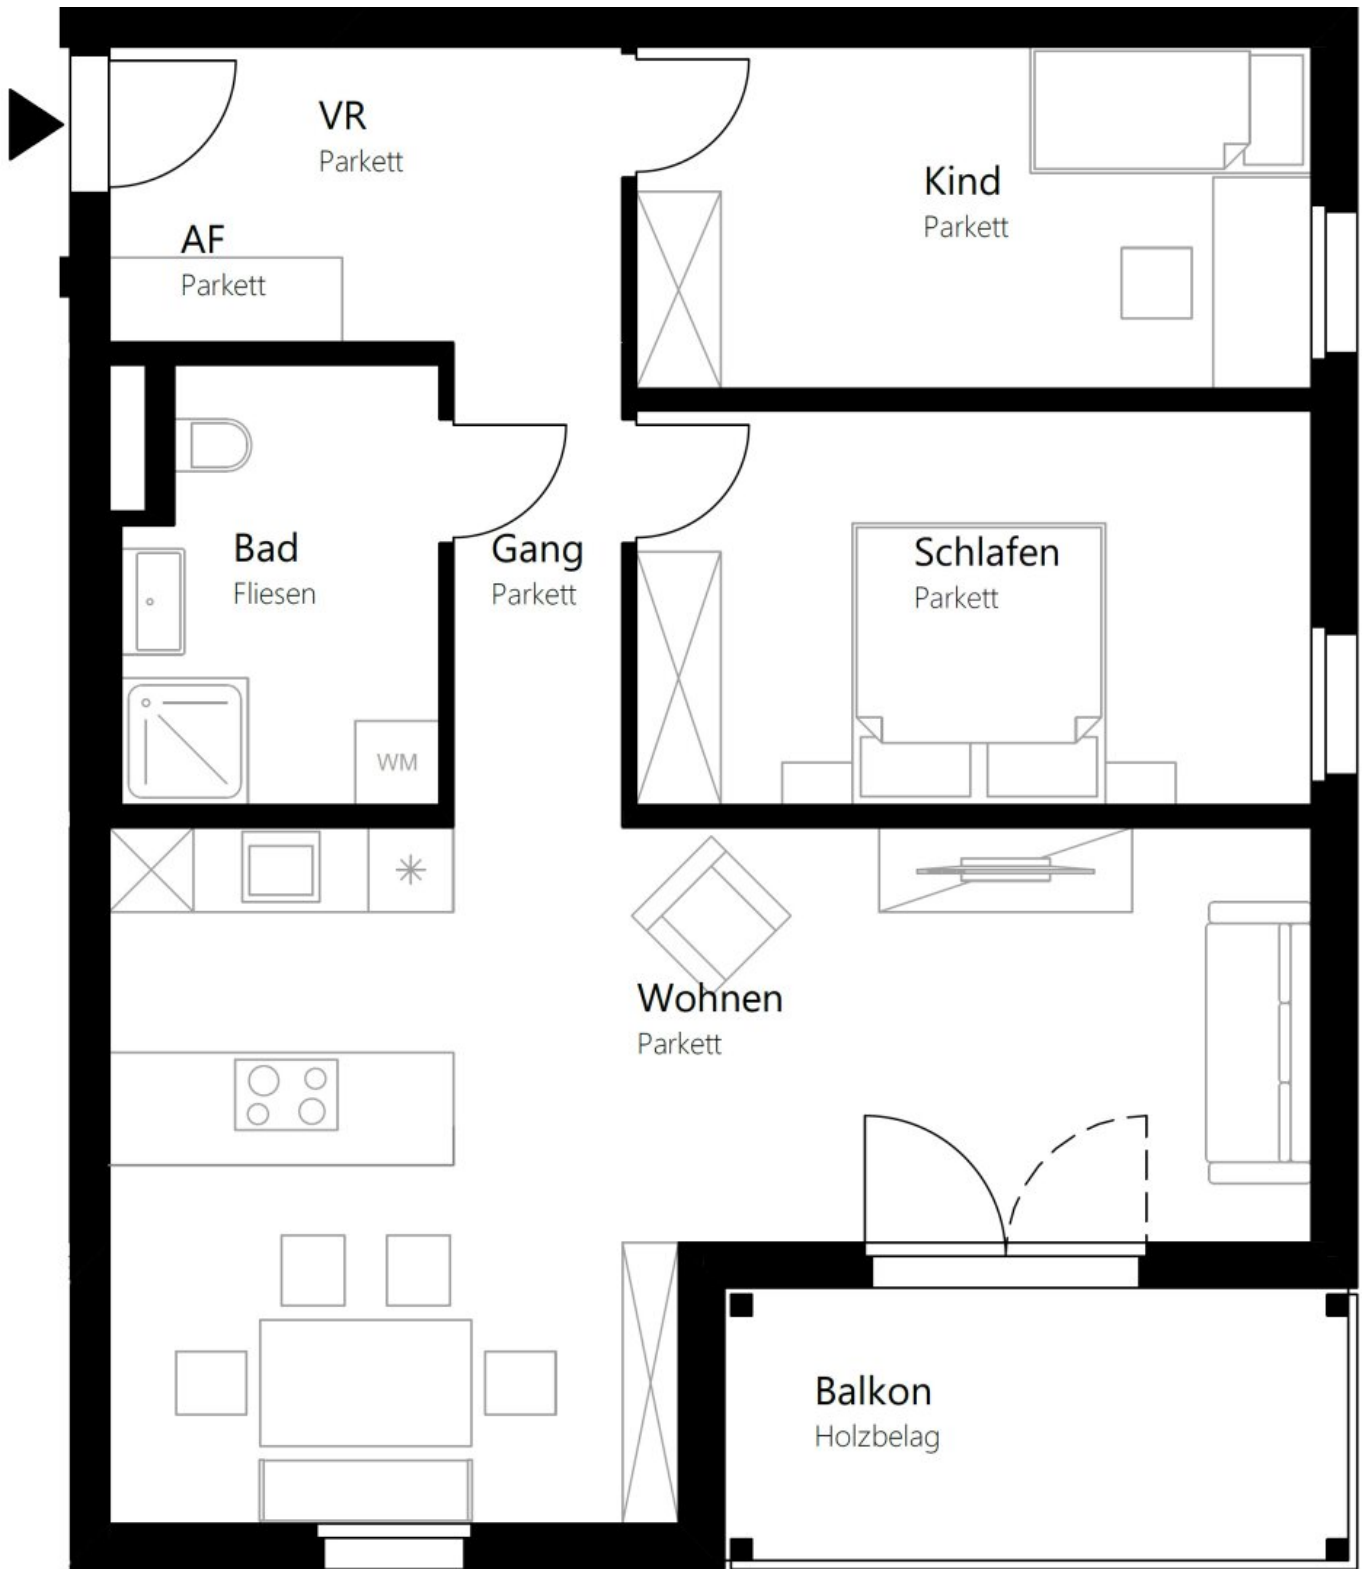 VR
Parkett
Kind
Parkett
AF
Parkett
Bad
Fliesen
Gang
Parkett
Schlafen
Parkett
WM
Wohnen
Parkett
Balkon
Holzbelag